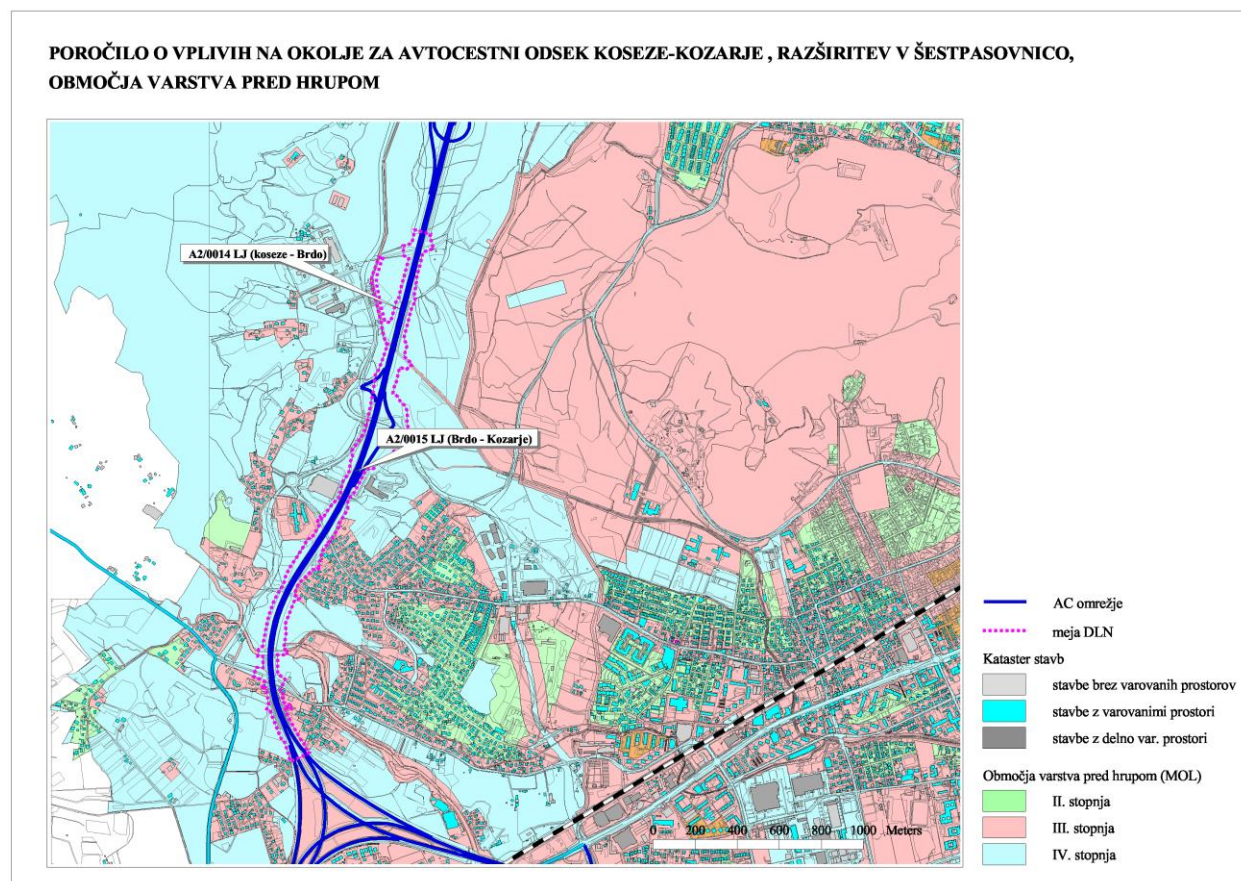 POROČILO O VPLIVIH NA OKOLJE ZA AVTOCESTNI ODSEK KOSEZE-KOZARJE , RAZŠIRITEV V ŠESTPASOVNICO,
OBMOČJA VARSTVA PRED HRUPOM
A2/0014 LJ (koseze - Brdo)
A2/0015 LJ (Brdo - Kozarje)
AC omrežje
meja DLN
Kataster stavb
stavbe brez varovanih prostorov
stavbe z varovanimi prostori
stavbe z delno var. prostori
Območja varstva pred hrupom (MOL)
II. stopnja
III. stopnja
IV. stopnja
0 200 400 600 800 1000 Meters